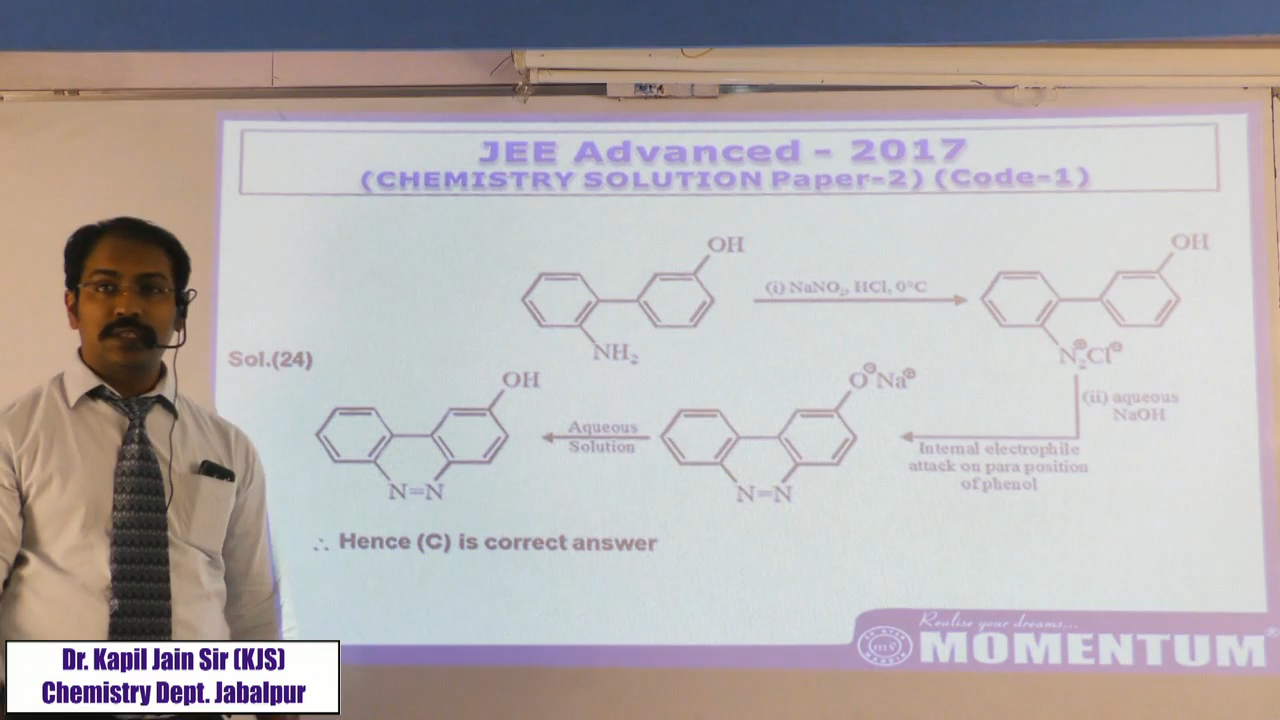 JEE Advanced - 2017
(CHEMISTRY SOLUTION Paper-2) (Code-1)
OH
NH₂
(i) NaNO₂, HCl, 0°C
OH
N₂⊕Cl⊖
Sol.(24)
(ii) aqueous
NaOH
Internal electrophile
attack on para position
of phenol
O⊖Na⊕
N=N
Aqueous
Solution
OH
N=N
∴ Hence (C) is correct answer
Realise your dreams...
mv
MOMENTUM
Dr. Kapil Jain Sir (KJS)
Chemistry Dept. Jabalpur